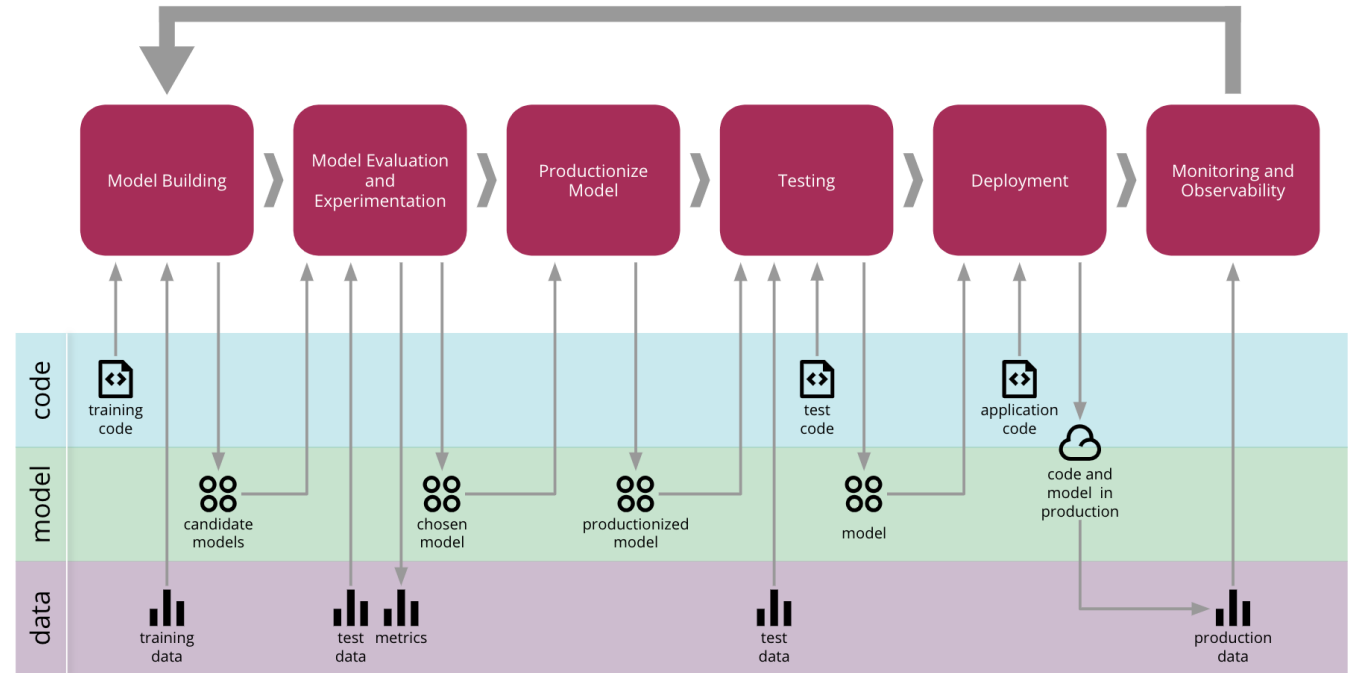 Model Building
Model Evaluation
and
Experimentation
Productionize
Model
Testing
Deployment
Monitoring and
Observability
code
training
code
test
code
application
code
model
candidate
models
chosen
model
productionized
model
model
code and
model in
production
data
training
data
test
data
metrics
test
data
production
data